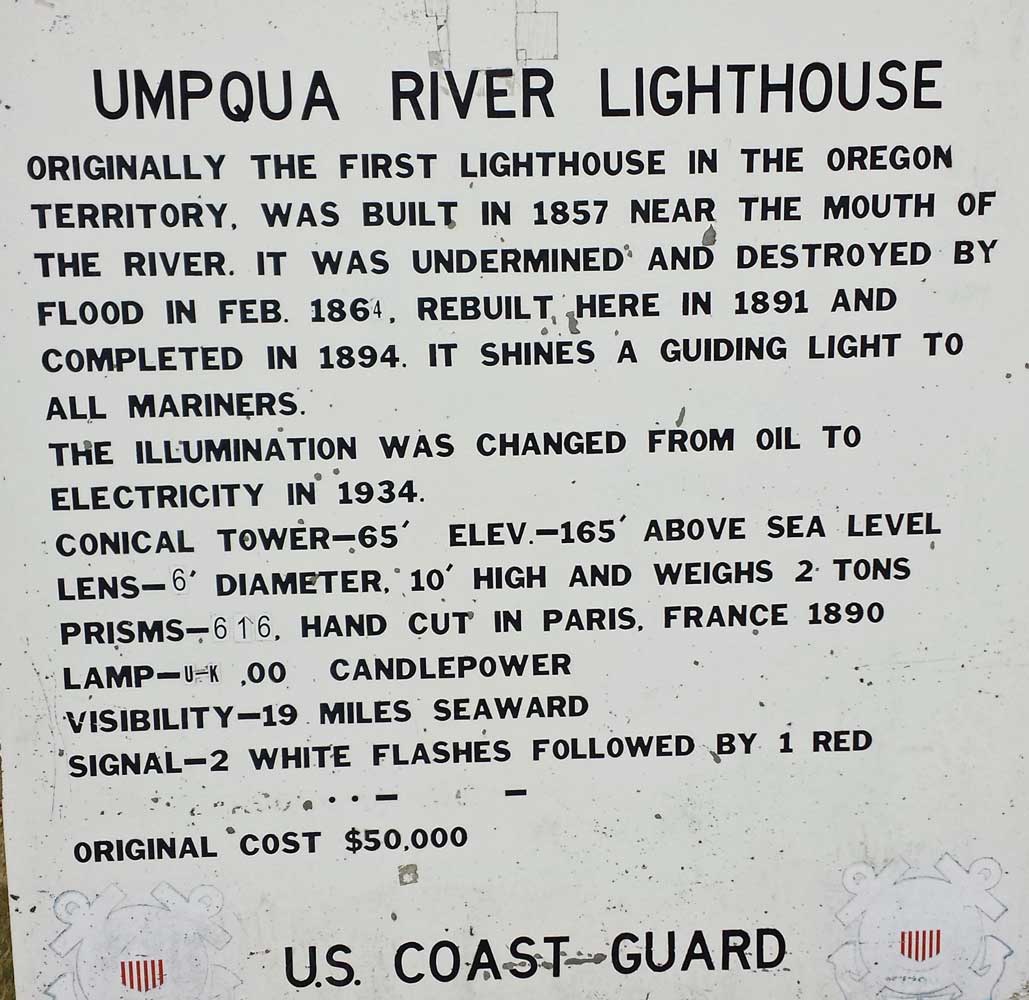 UMPQUA RIVER LIGHTHOUSE
ORIGINALLY THE FIRST LIGHTHOUSE IN THE OREGON
TERRITORY, WAS BUILT IN 1857 NEAR THE MOUTH OF
THE RIVER. IT WAS UNDERMINED AND DESTROYED BY
FLOOD IN FEB. 1864, REBUILT HERE IN 1891 AND
COMPLETED IN 1894. IT SHINES A GUIDING LIGHT TO
ALL MARINERS.
THE ILLUMINATION WAS CHANGED FROM OIL TO
ELECTRICITY IN 1934.
CONICAL TOWER—65′ ELEV.—165′ ABOVE SEA LEVEL
LENS—6′ DIAMETER, 10′ HIGH AND WEIGHS 2 TONS
PRISMS—616, HAND CUT IN PARIS, FRANCE 1890
LAMP— ,00 CANDLEPOWER
VISIBILITY—19 MILES SEAWARD
SIGNAL—2 WHITE FLASHES FOLLOWED BY 1 RED
ORIGINAL COST $50,000
U.S. COAST GUARD